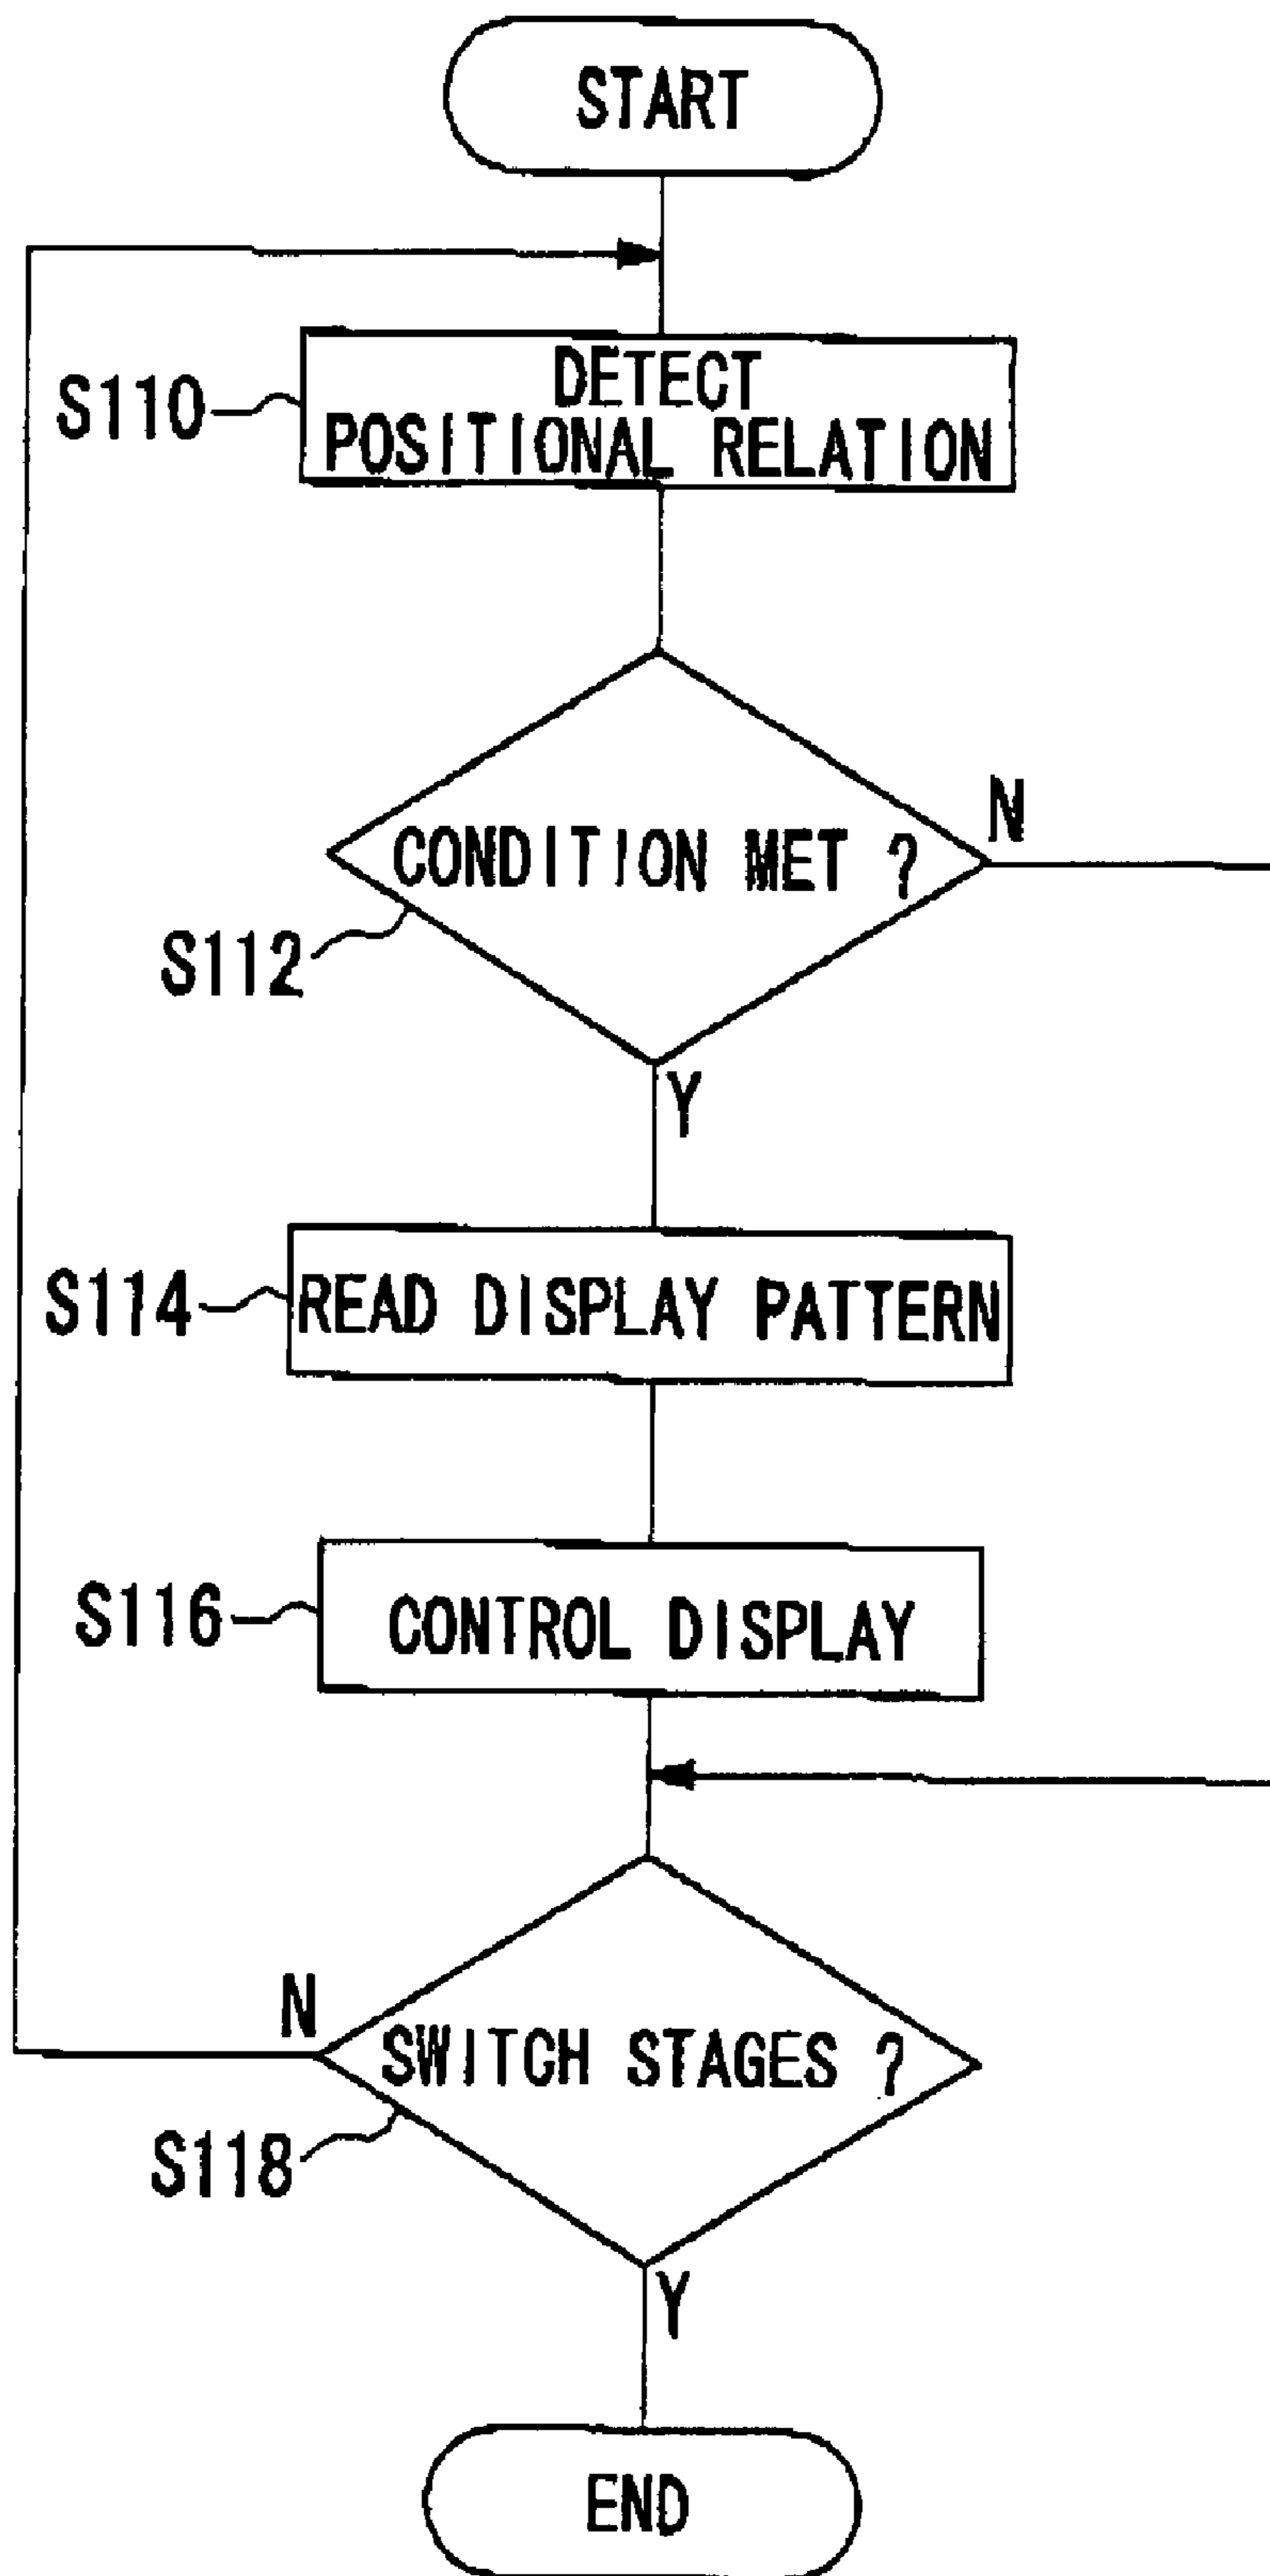 START
S110
DETECT
POSITIONAL RELATION
CONDITION MET ?
N
S112
Y
S114
READ DISPLAY PATTERN
S116
CONTROL DISPLAY
N
SWITCH STAGES ?
S118
Y
END